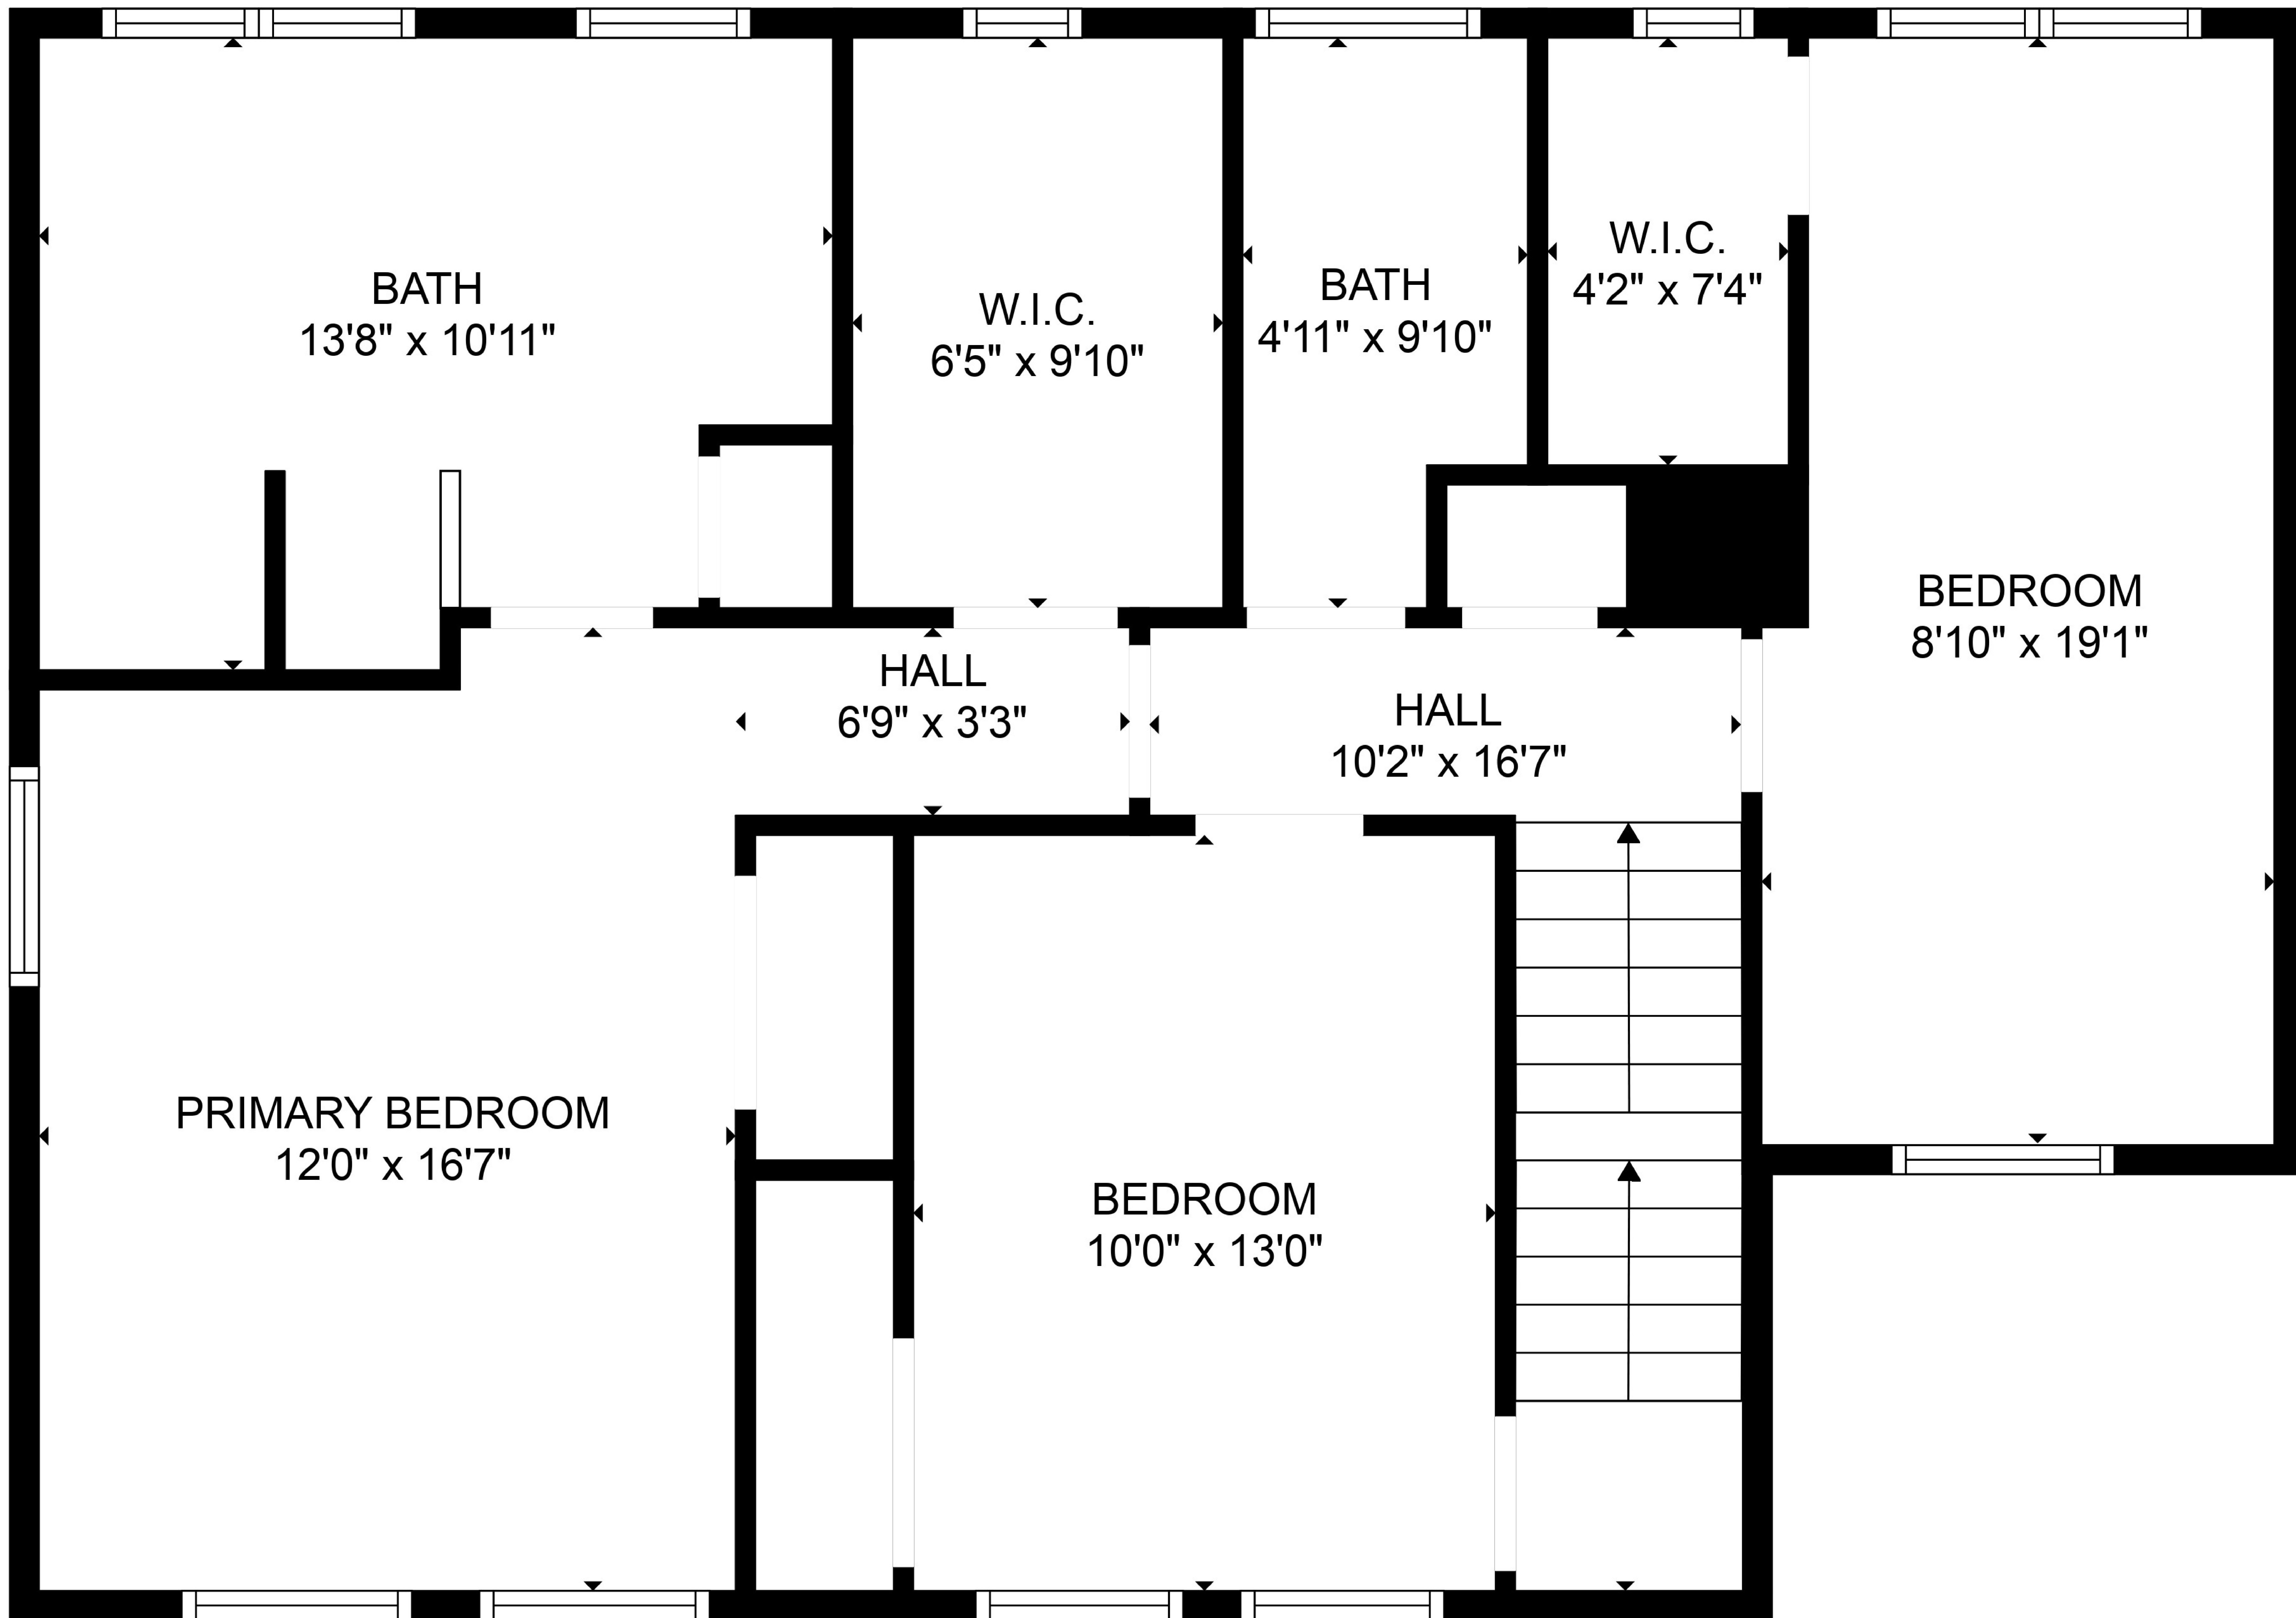 BATH
13'8" x 10'11"
W.I.C.
6'5" x 9'10"
BATH
4'11" x 9'10"
W.I.C.
4'2" x 7'4"
BEDROOM
8'10" x 19'1"
HALL
6'9" x 3'3"
HALL
10'2" x 16'7"
PRIMARY BEDROOM
12'0" x 16'7"
BEDROOM
10'0" x 13'0"